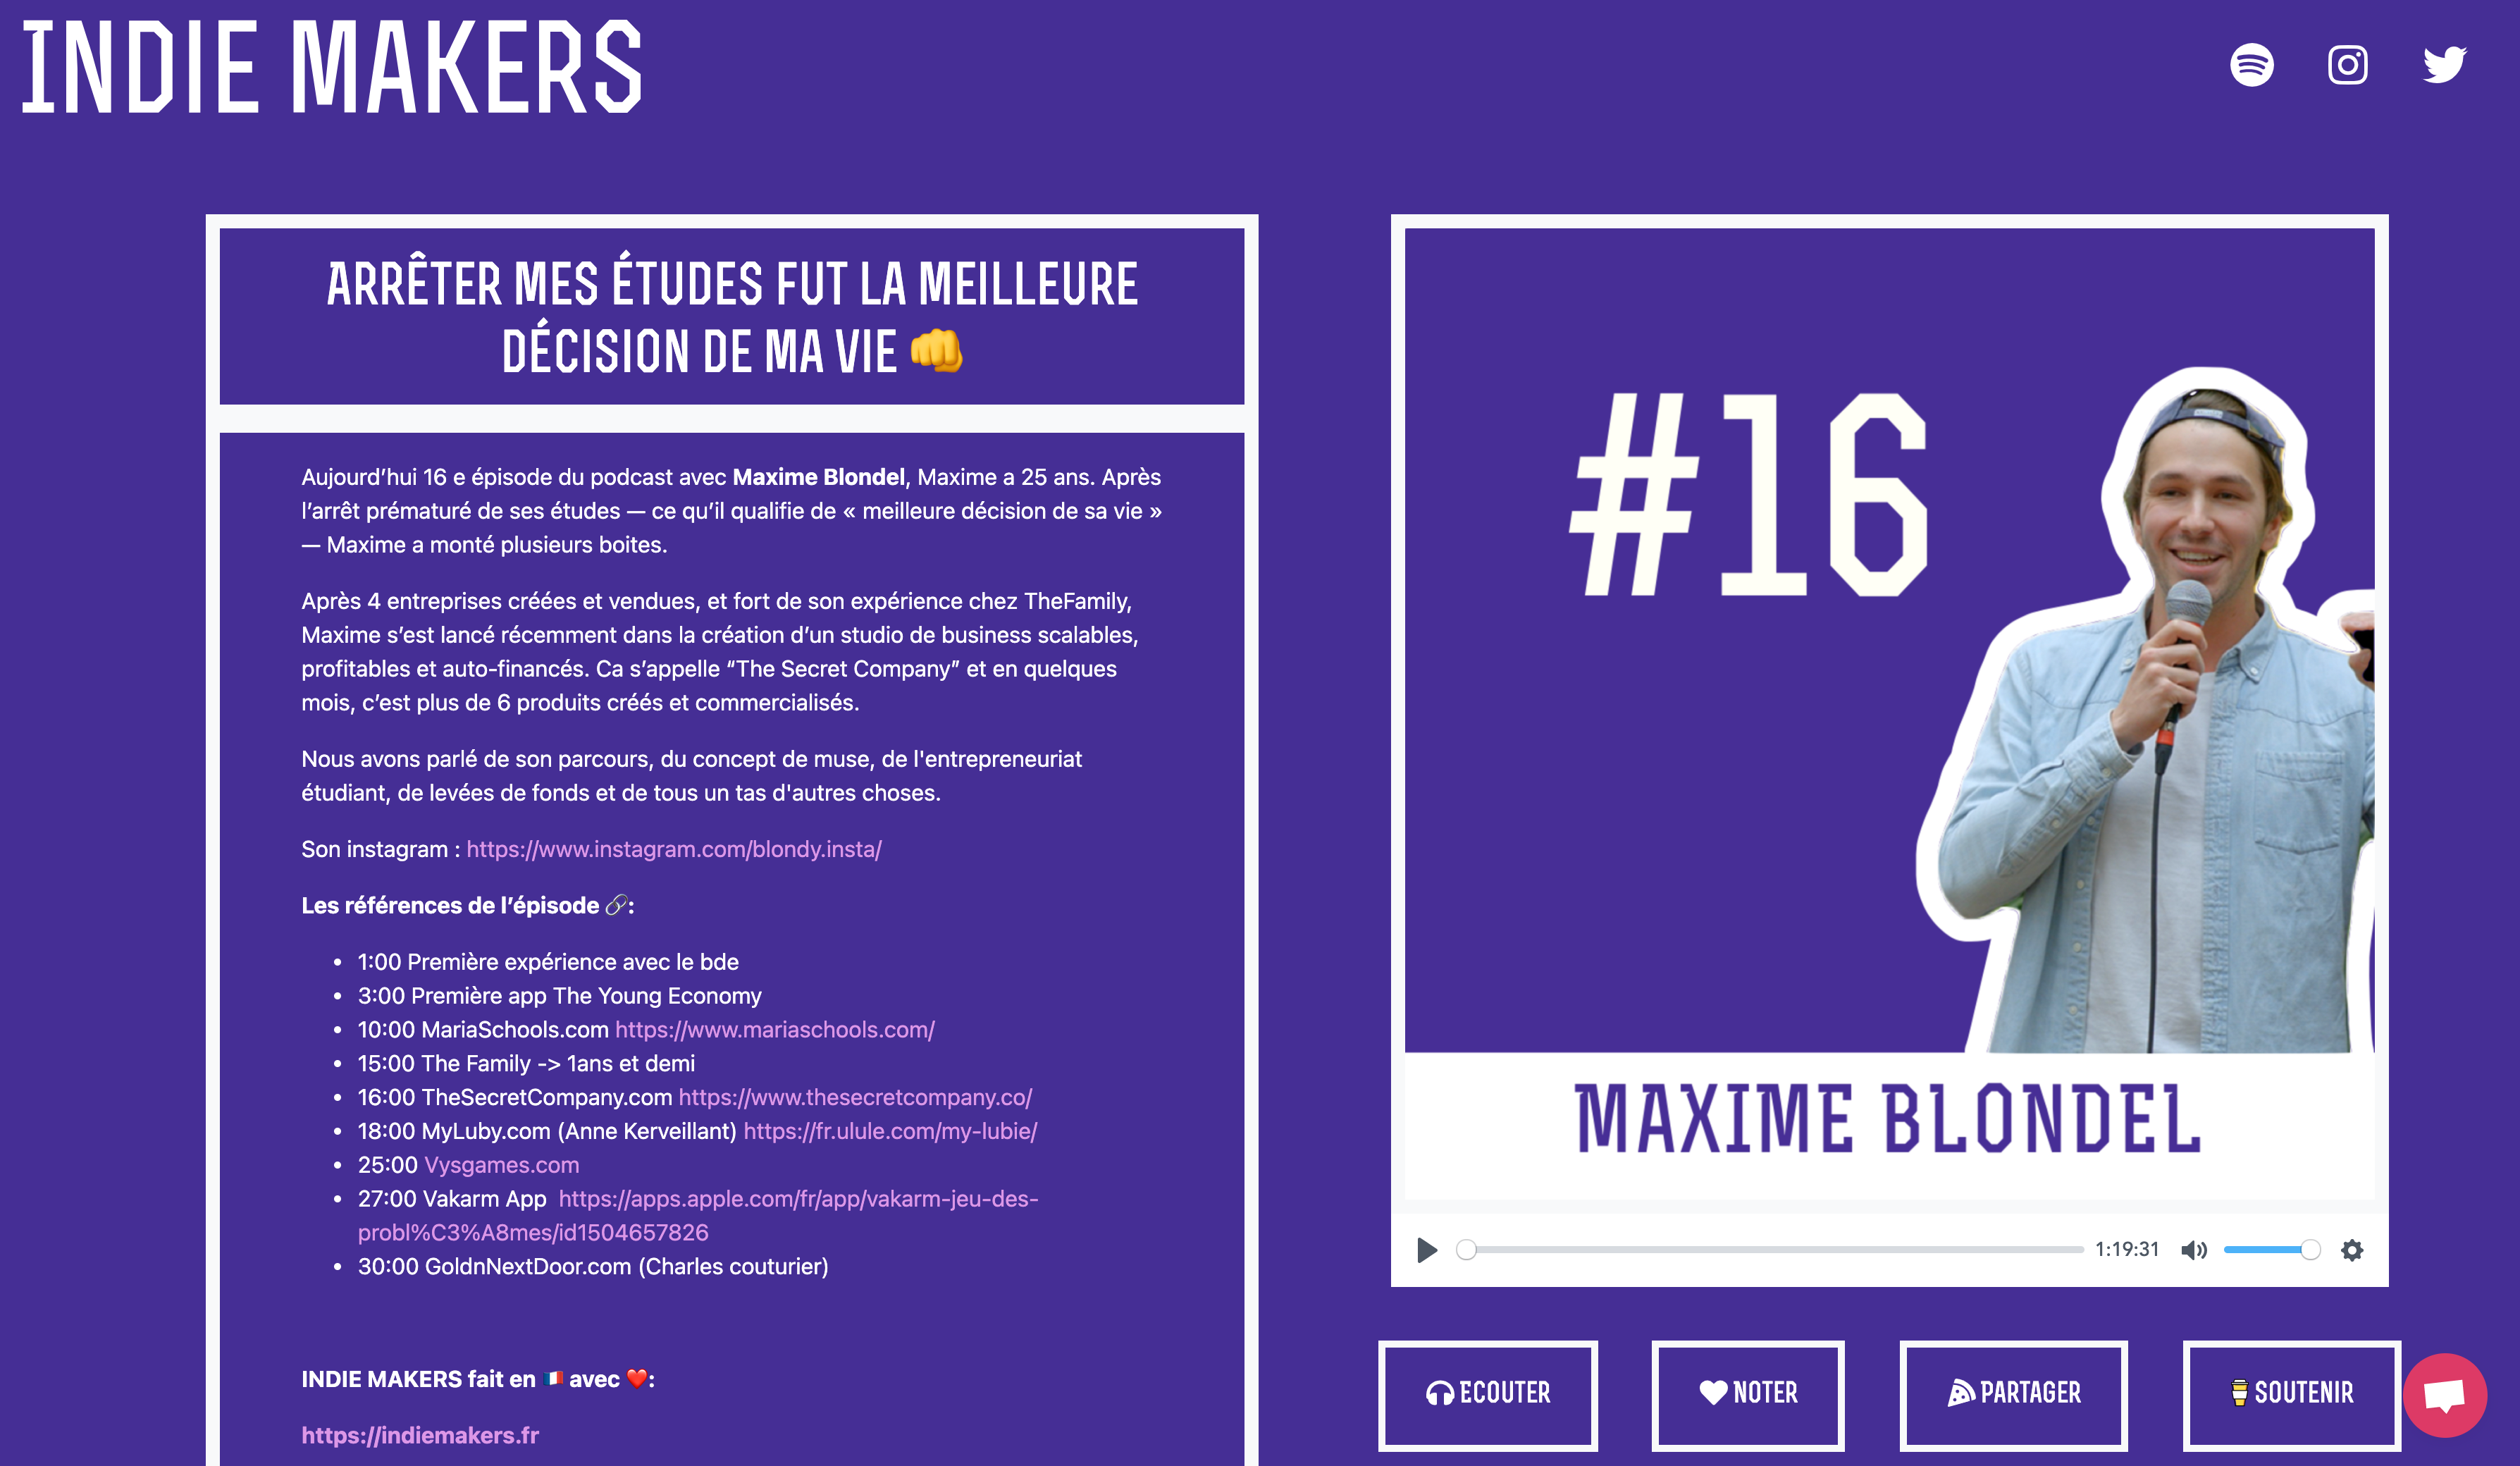 INDIE MAKERS
ARRÊTER MES ÉTUDES FUT LA MEILLEURE
DÉCISION DE MA VIE 👊
Aujourd’hui 16 e épisode du podcast avec Maxime Blondel, Maxime a 25 ans. Après
l’arrêt prématuré de ses études — ce qu’il qualifie de « meilleure décision de sa vie »
— Maxime a monté plusieurs boites.
Après 4 entreprises créées et vendues, et fort de son expérience chez TheFamily,
Maxime s’est lancé récemment dans la création d’un studio de business scalables,
profitables et auto-financés. Ca s’appelle “The Secret Company” et en quelques
mois, c’est plus de 6 produits créés et commercialisés.
Nous avons parlé de son parcours, du concept de muse, de l'entrepreneuriat
étudiant, de levées de fonds et de tous un tas d'autres choses.
Son instagram : https://www.instagram.com/blondy.insta/
Les références de l’épisode 🔗:
• 1:00 Première expérience avec le bde
• 3:00 Première app The Young Economy
• 10:00 MariaSchools.com https://www.mariaschools.com/
• 15:00 The Family -> 1ans et demi
• 16:00 TheSecretCompany.com https://www.thesecretcompany.co/
• 18:00 MyLuby.com (Anne Kerveillant) https://fr.ulule.com/my-lubie/
• 25:00 Vysgames.com
• 27:00 Vakarm App https://apps.apple.com/fr/app/vakarm-jeu-des-
probl%C3%A8mes/id1504657826
• 30:00 GoldnNextDoor.com (Charles couturier)
INDIE MAKERS fait en 🇫🇷 avec ❤️:
https://indiemakers.fr
#16
MAXIME BLONDEL
1:19:31
ECOUTER
NOTER
PARTAGER
SOUTENIR